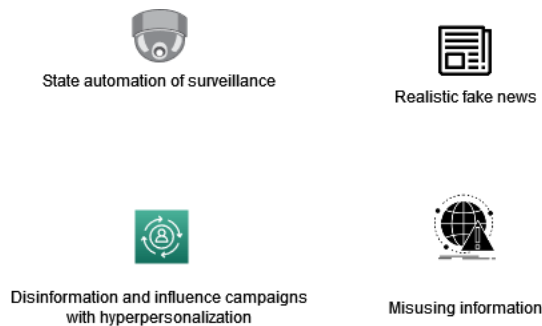 State automation of surveillance
Realistic fake news
Disinformation and influence campaigns
with hyperpersonalization
Misusing information